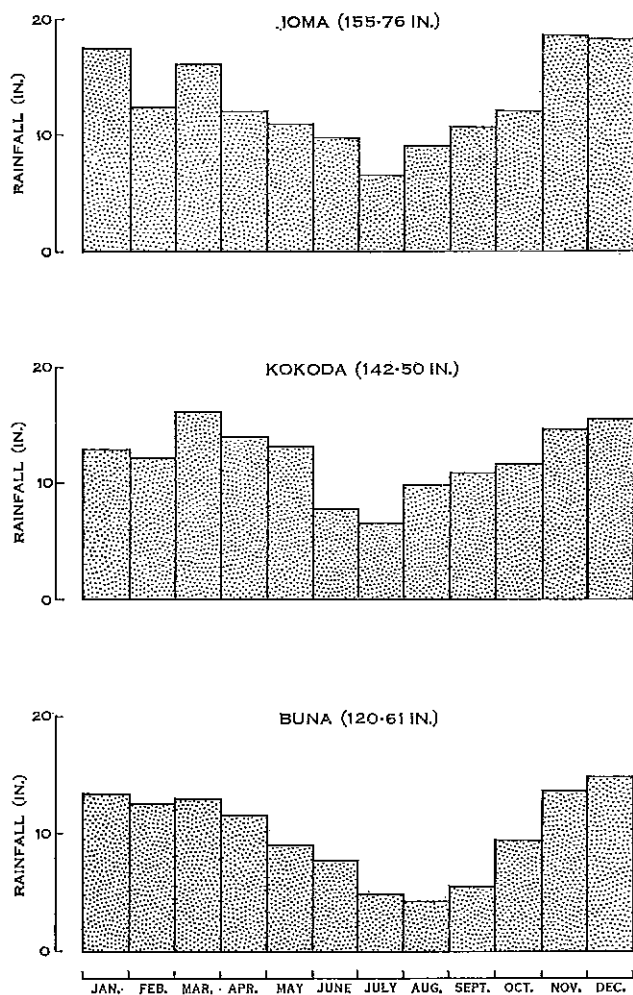 IOMA (155·76 IN.)
20
10
0
RAINFALL (IN.)
KOKODA (142·50 IN.)
20
10
0
RAINFALL (IN.)
BUNA (120·61 IN.)
20
10
0
RAINFALL (IN.)
JAN. FEB. MAR. APR. MAY JUNE JULY AUG. SEPT. OCT. NOV. DEC.